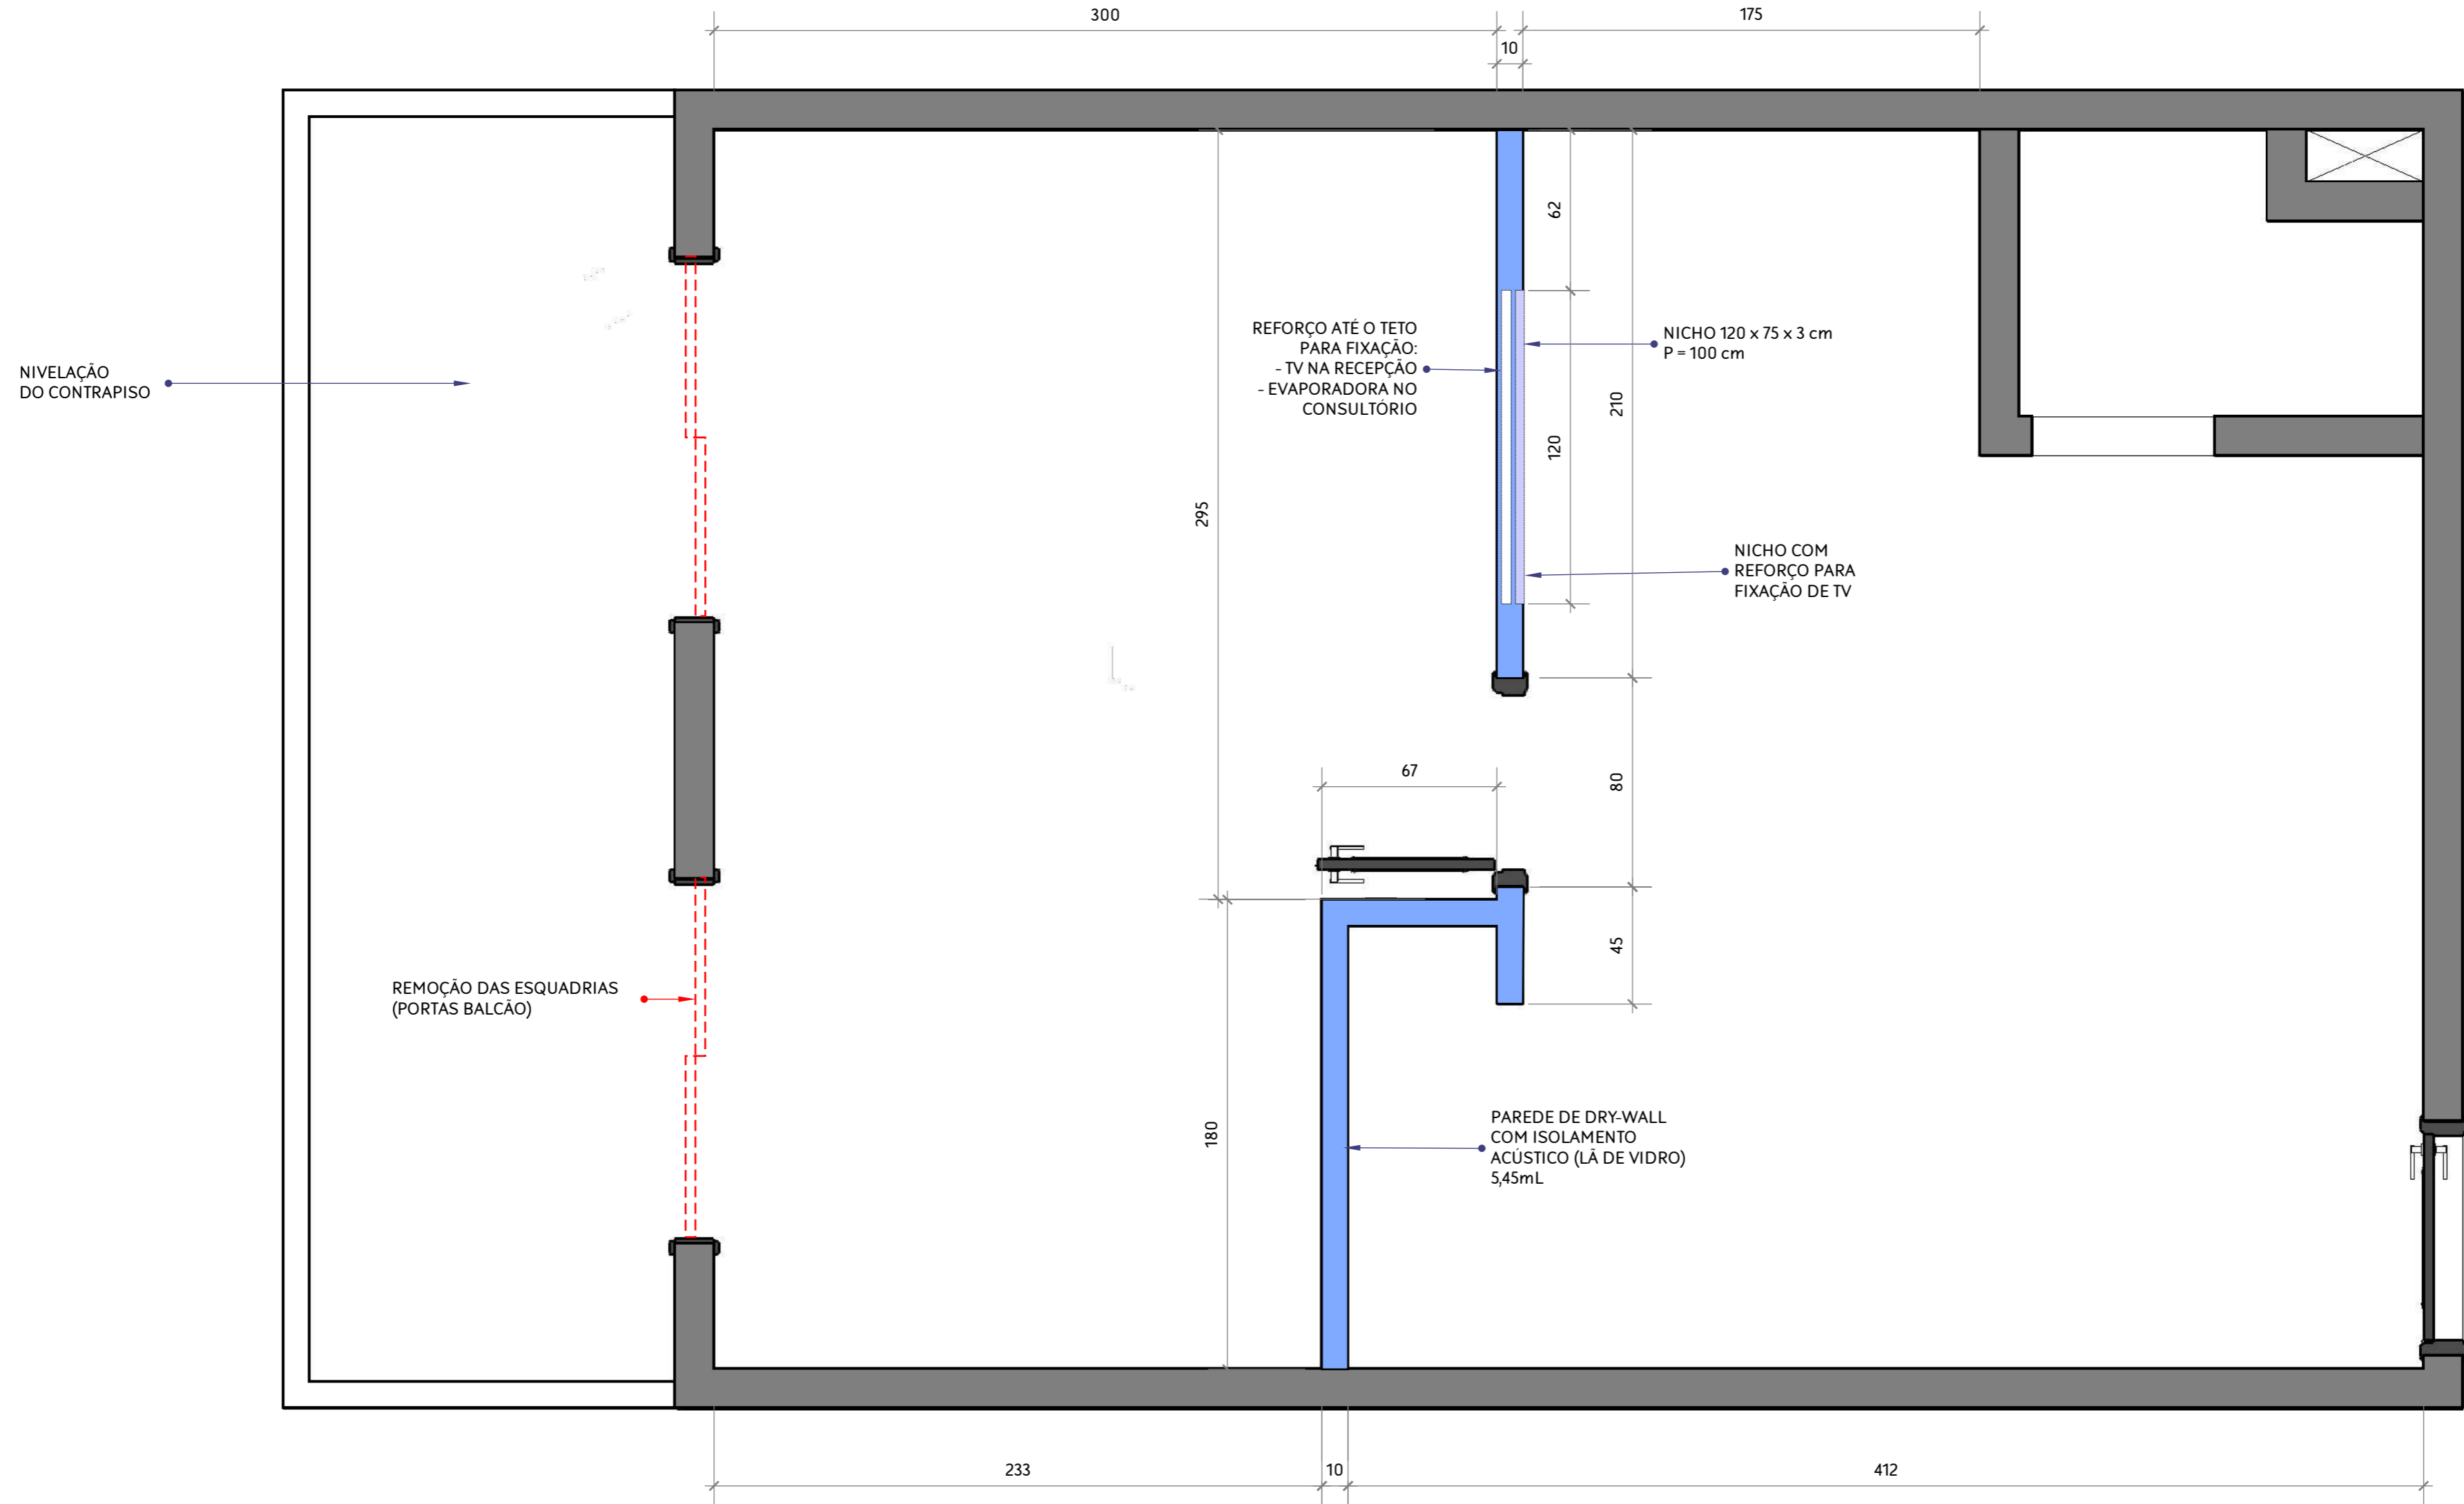 300
175
10
62
REFORÇO ATÉ O TETO
PARA FIXAÇÃO:
- TV NA RECEPÇÃO
- EVAPORADORA NO
CONSULTÓRIO
NICHO 120 x 75 x 3 cm
P = 100 cm
NIVELAÇÃO
DO CONTRAPISO
210
120
295
NICHO COM
REFORÇO PARA
FIXAÇÃO DE TV
67
80
45
REMOÇÃO DAS ESQUADRIAS
(PORTAS BALCÃO)
180
PAREDE DE DRY-WALL
COM ISOLAMENTO
ACÚSTICO (LÃ DE VIDRO)
5,45mL
233
10
412